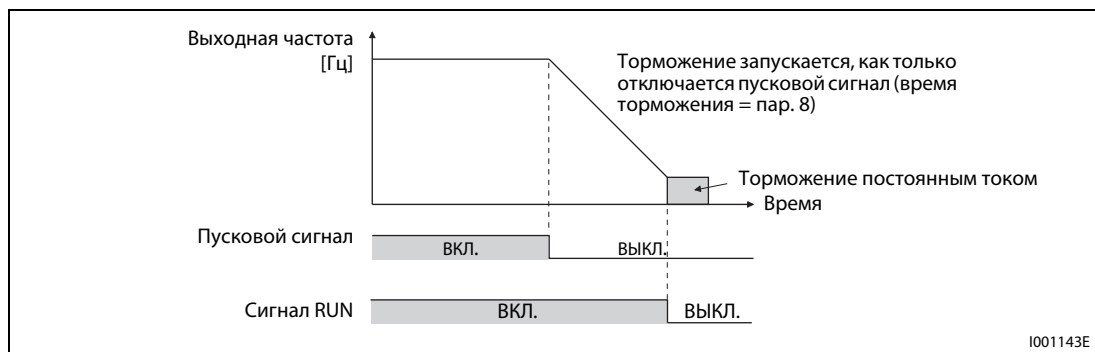 Выходная частота
[Гц]
Торможение запускается, как только
отключается пусковой сигнал (время
торможения = пар. 8)
Торможение постоянным током
Время
Пусковой сигнал
ВКЛ.
ВЫКЛ.
Сигнал RUN
ВКЛ.
ВЫКЛ.
I001143E